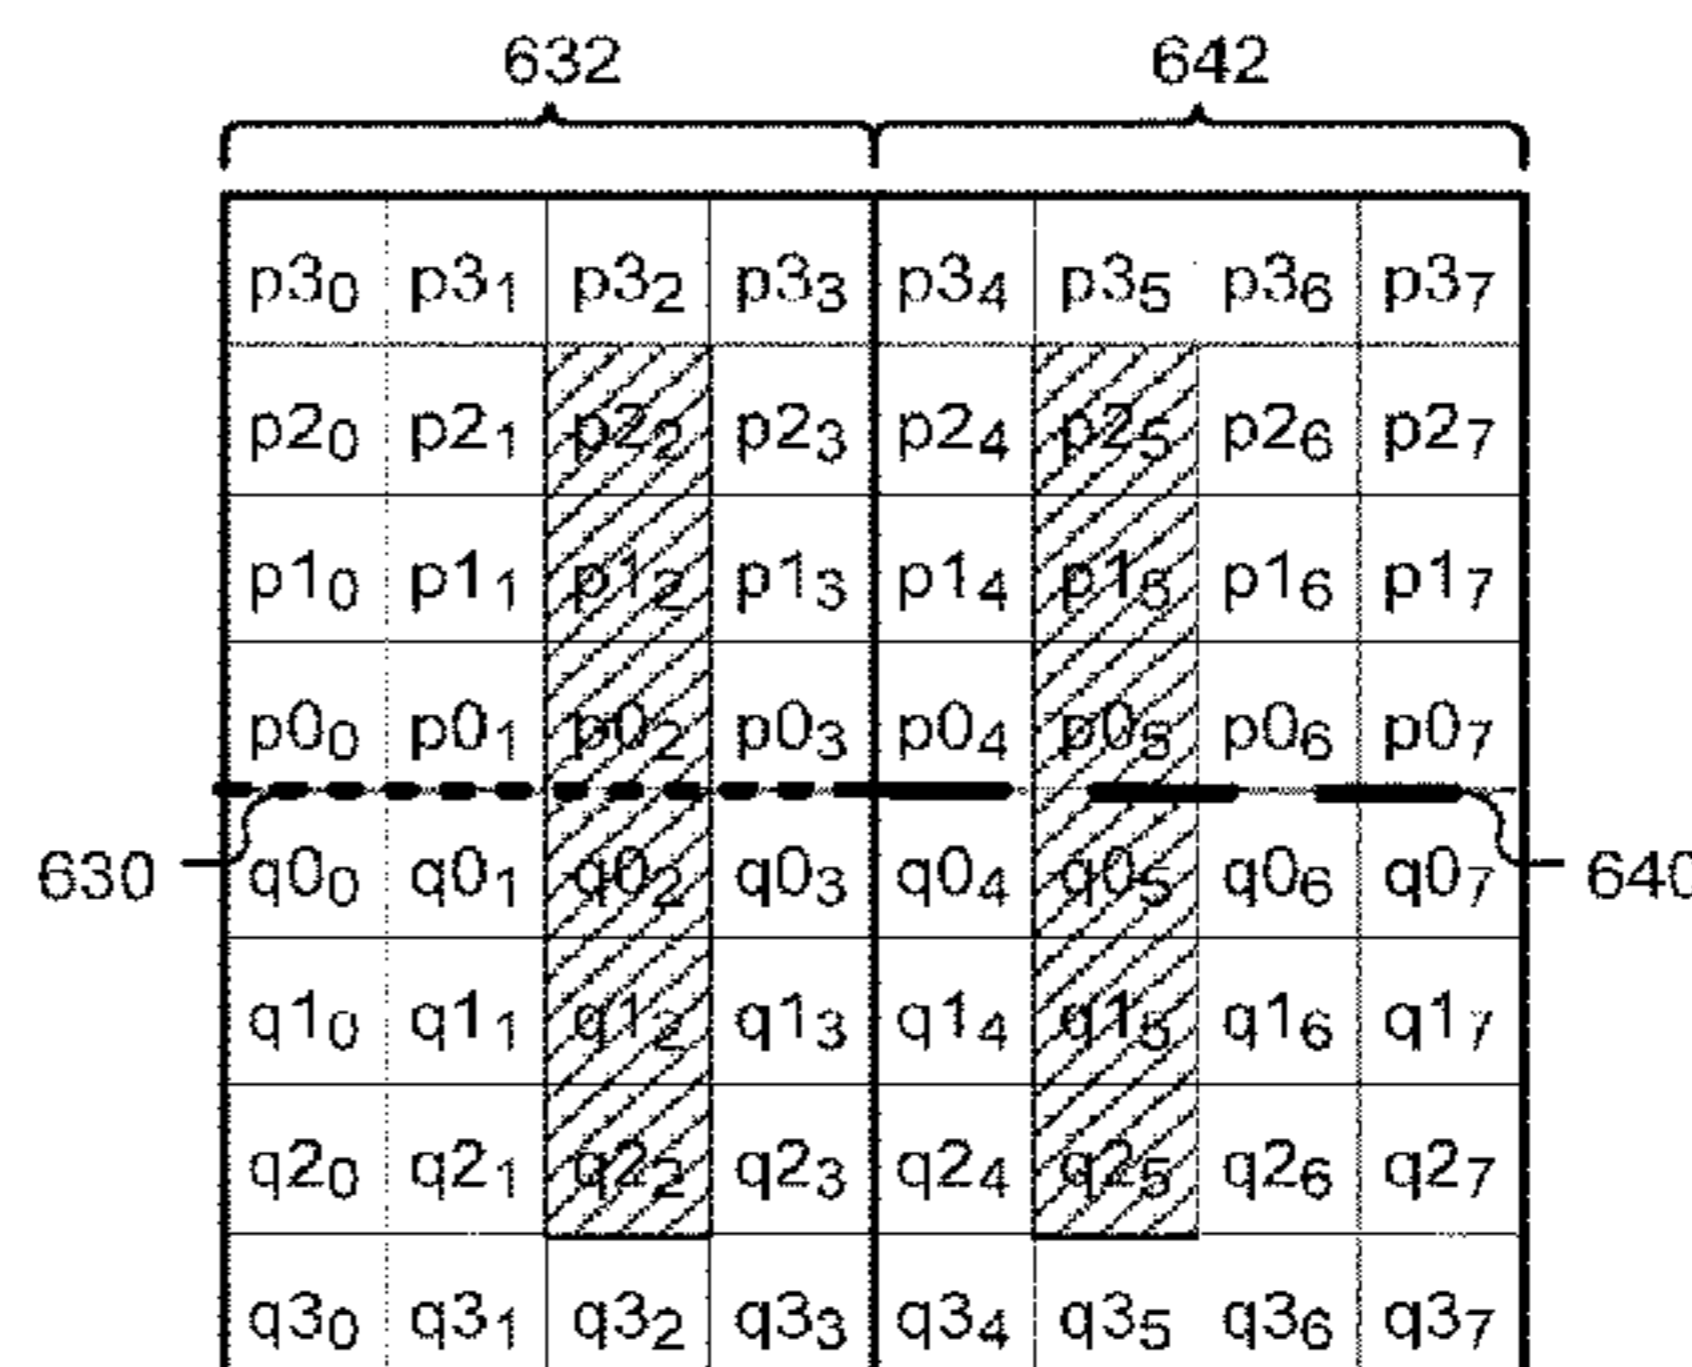 632 642
p3₀ p3₁ p3₂ p3₃ p3₄ p3₅ p3₆ p3₇
p2₀ p2₁ p2₂ p2₃ p2₄ p2₅ p2₆ p2₇
p1₀ p1₁ p1₂ p1₃ p1₄ p1₅ p1₆ p1₇
p0₀ p0₁ p0₂ p0₃ p0₄ p0₅ p0₆ p0₇
630 q0₀ q0₁ q0₂ q0₃ q0₄ q0₅ q0₆ q0₇ 640
q1₀ q1₁ q1₂ q1₃ q1₄ q1₅ q1₆ q1₇
q2₀ q2₁ q2₂ q2₃ q2₄ q2₅ q2₆ q2₇
q3₀ q3₁ q3₂ q3₃ q3₄ q3₅ q3₆ q3₇